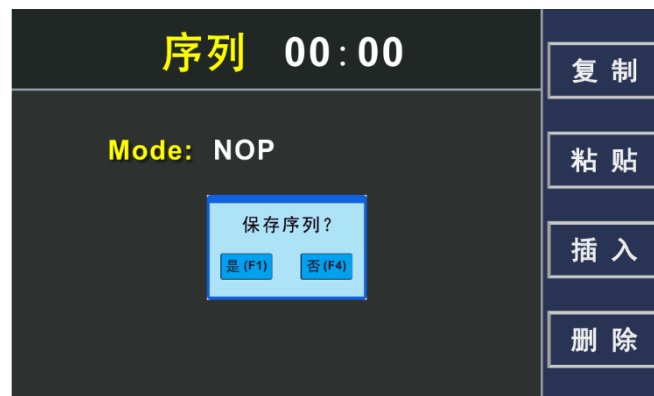 序列 00:00
复 制
Mode: NOP
粘 贴
保存序列?
是(F1) 否(F4)
插 入
删 除